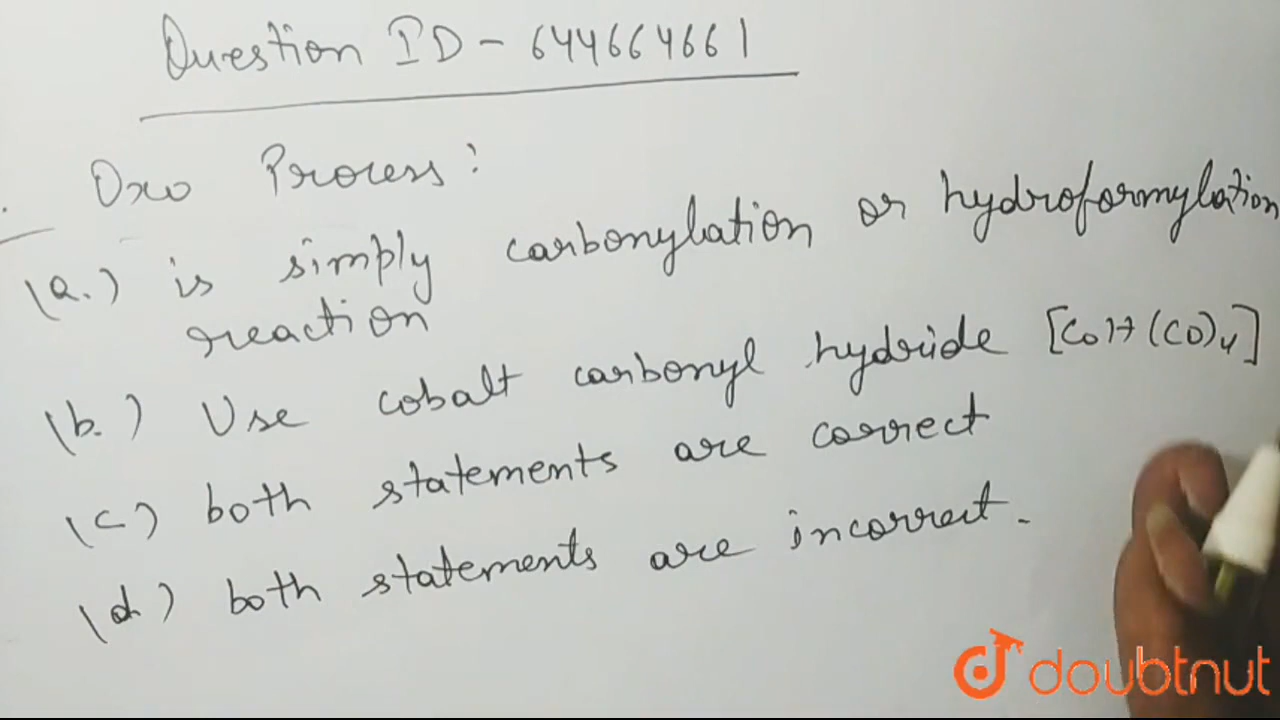 Question ID - 644664661
Oxo Process:
(a.) is simply carbonylation or hydroformylation
reaction
(b.) Use cobalt carbonyl hydride [CoH(CO)4]
(c) both statements are correct
(d.) both statements are incorrect.
doubtnut